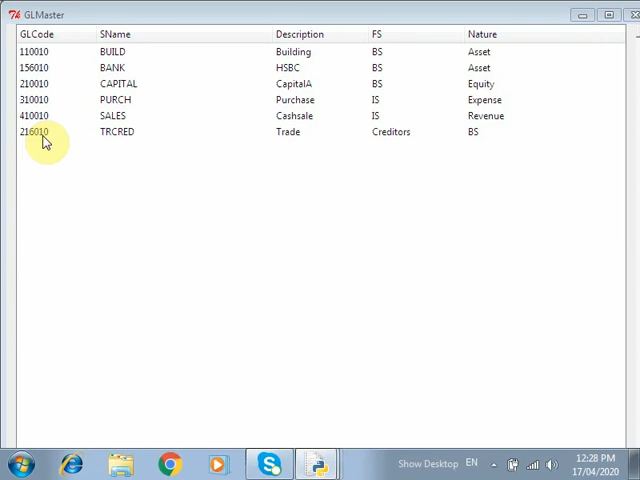 GLMaster
GLCode SName Description FS Nature
110010 BUILD Building BS Asset
156010 BANK HSBC BS Asset
210010 CAPITAL CapitalA BS Equity
310010 PURCH Purchase IS Expense
410010 SALES Cashsale IS Revenue
216010 TRCRED Trade Creditors BS
Show Desktop EN 12:28 PM
17/04/2020